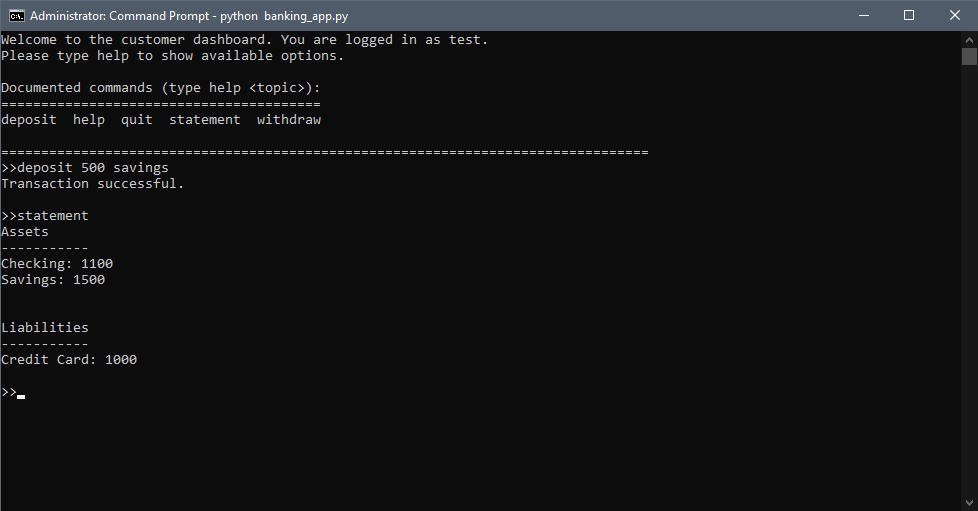 Administrator: Command Prompt - python  banking_app.py
Welcome to the customer dashboard. You are logged in as test.
Please type help to show available options.
Documented commands (type help <topic>):
========================================
deposit  help  quit  statement  withdraw
=================================================================================
>>deposit 500 savings
Transaction successful.
>>statement
Assets
-----------
Checking: 1100
Savings: 1500
Liabilities
-----------
Credit Card: 1000
>>